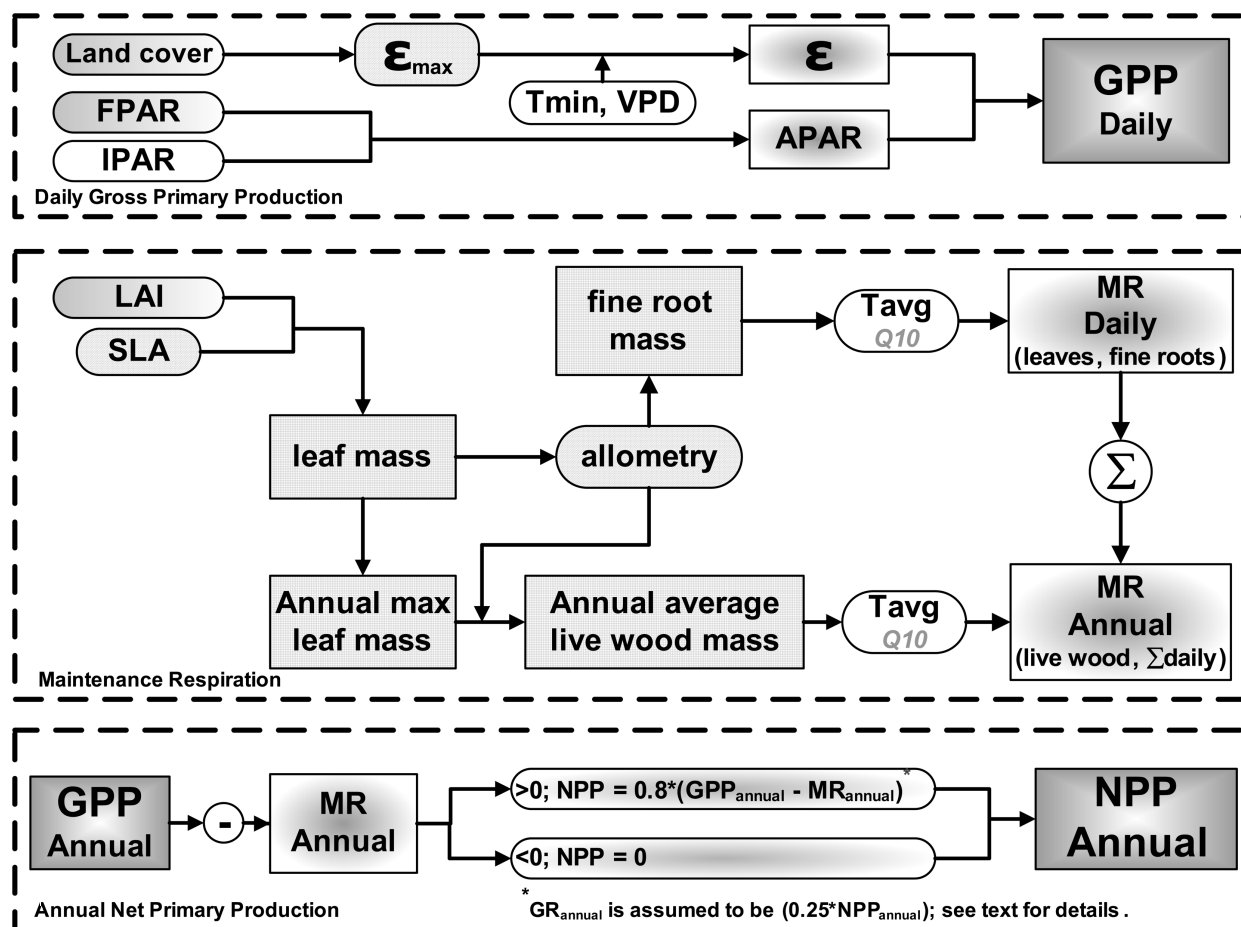 Land cover
εmax
Tmin, VPD
ε
FPAR
IPAR
APAR
GPP
Daily
Daily Gross Primary Production
LAI
SLA
leaf mass
fine root
mass
allometry
Tavg
Q10
MR
Daily
(leaves, fine roots)
Σ
Annual max
leaf mass
Annual average
live wood mass
Tavg
Q10
MR
Annual
(live wood, Σdaily)
Maintenance Respiration
GPP
Annual
-
MR
Annual
>0; NPP = 0.8*(GPPannual - MRannual)*
<0; NPP = 0
NPP
Annual
Annual Net Primary Production
*GRannual is assumed to be (0.25*NPPannual); see text for details .